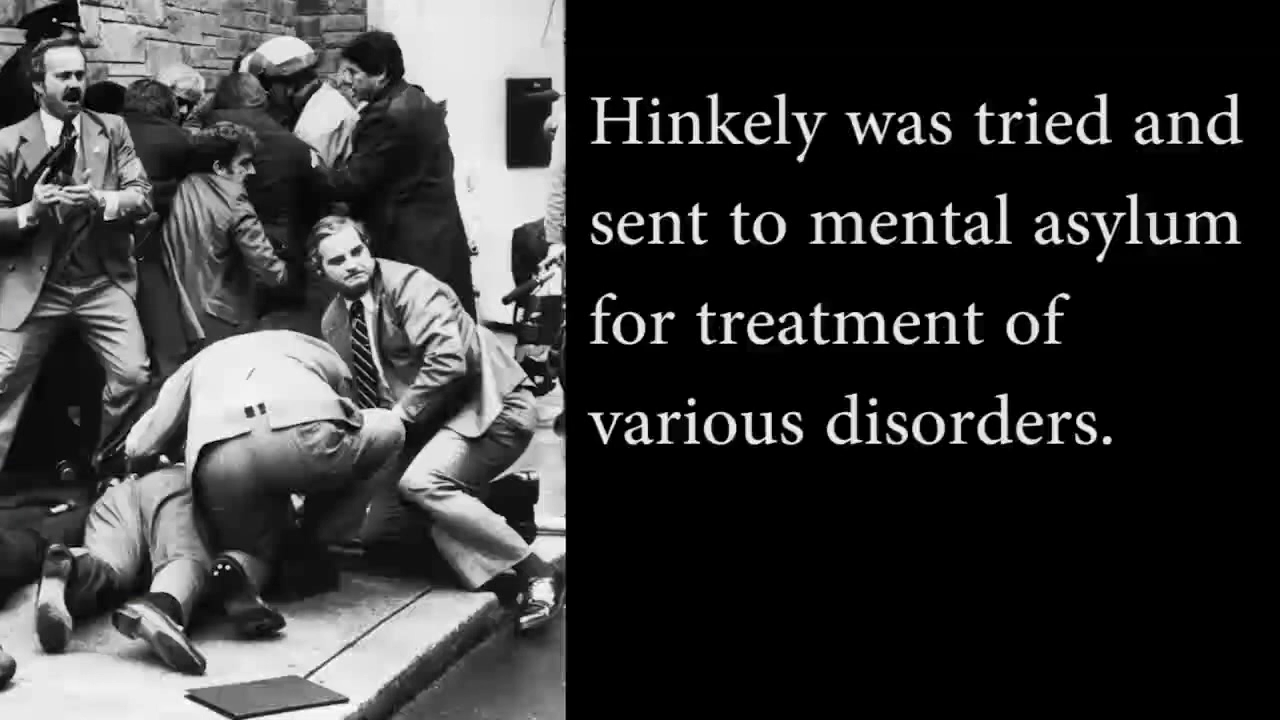 Hinkely was tried and
sent to mental asylum
for treatment of
various disorders.